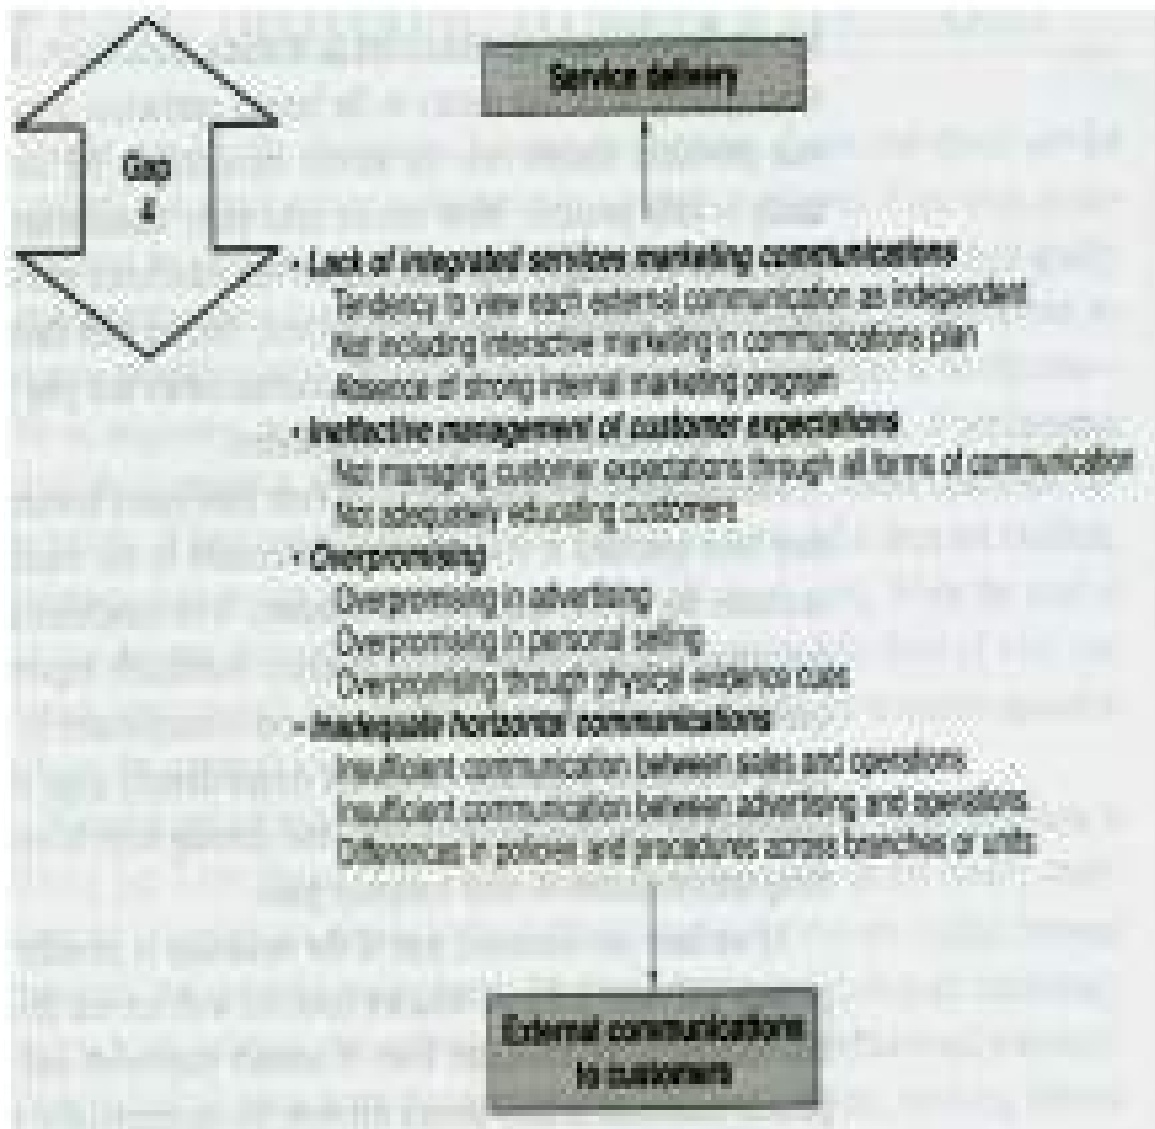 Service delivery
Gap
4
• Lack of integrated services marketing communications
Tendency to view each external communication as independent
Not including interactive marketing in communications plan
Absence of strong internal marketing program
• Ineffective management of customer expectations
Not managing customer expectations through all forms of communication
Not adequately educating customers
• Overpromising
Overpromising in advertising
Overpromising in personal selling
Overpromising through physical evidence cues
• Inadequate horizontal communications
Insufficient communication between sales and operations
Insufficient communication between advertising and operations
Differences in policies and procedures across branches or units
External communications
to customers